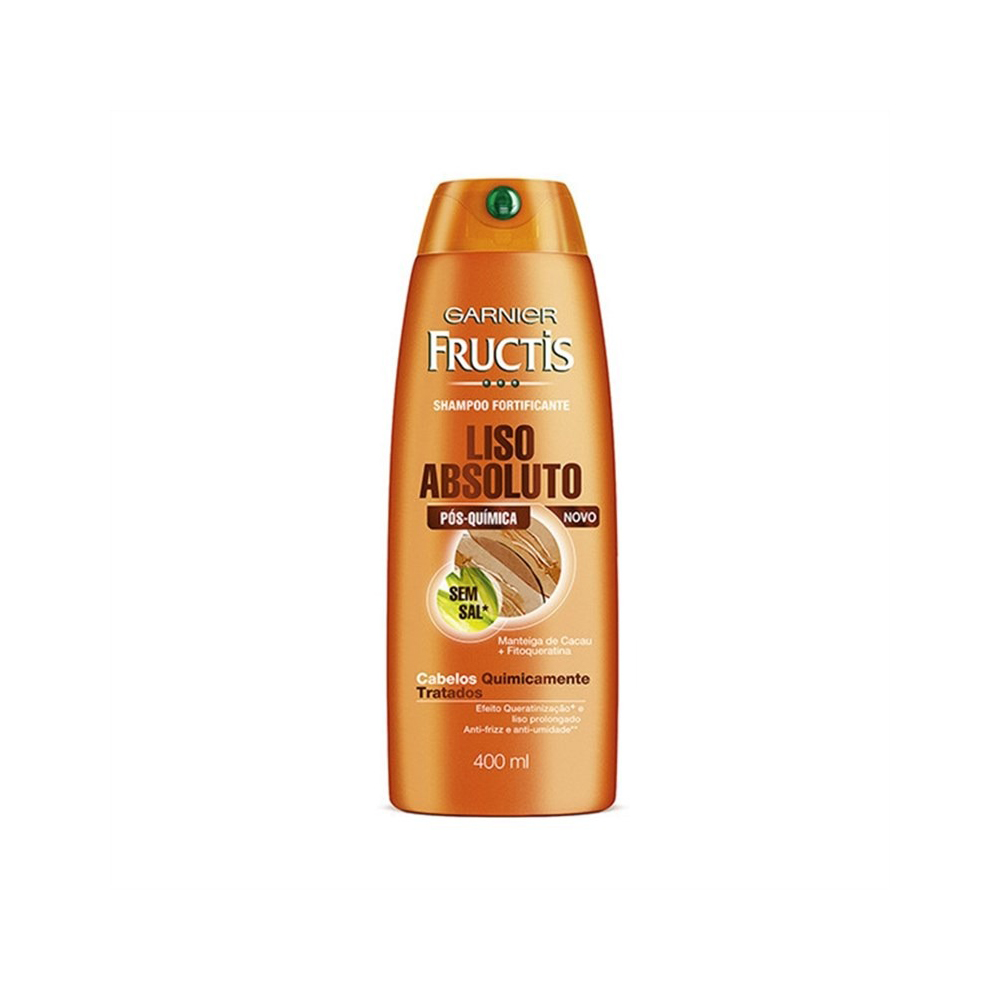 GARNIER
FRUCTiS
SHAMPOO FORTIFICANTE
LISO
ABSOLUTO
PÓS-QUÍMICA
NOVO
SEM
SAL*
Manteiga de Cacau
+ Fitoqueratina
Cabelos Quimicamente
Tratados
Efeito Queratinização+ e
liso prolongado
Anti-frizz e anti-umidade**
400 ml